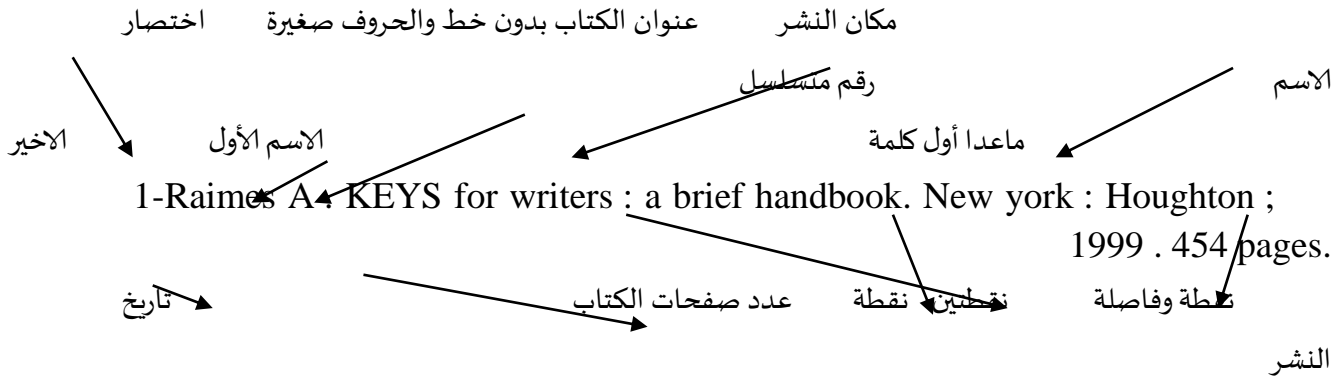 مكان النشر عنوان الكتاب بدون خط والحروف صغيرة اختصار
الاسم رقم متسلسل
ماعدا أول كلمة الاسم الأول الاخير
1-Raimes A . KEYS for writers : a brief handbook. New york : Houghton ;
1999 . 454 pages.
نقطة وفاصلة نقطتين نقطة عدد صفحات الكتاب تاريخ
النشر